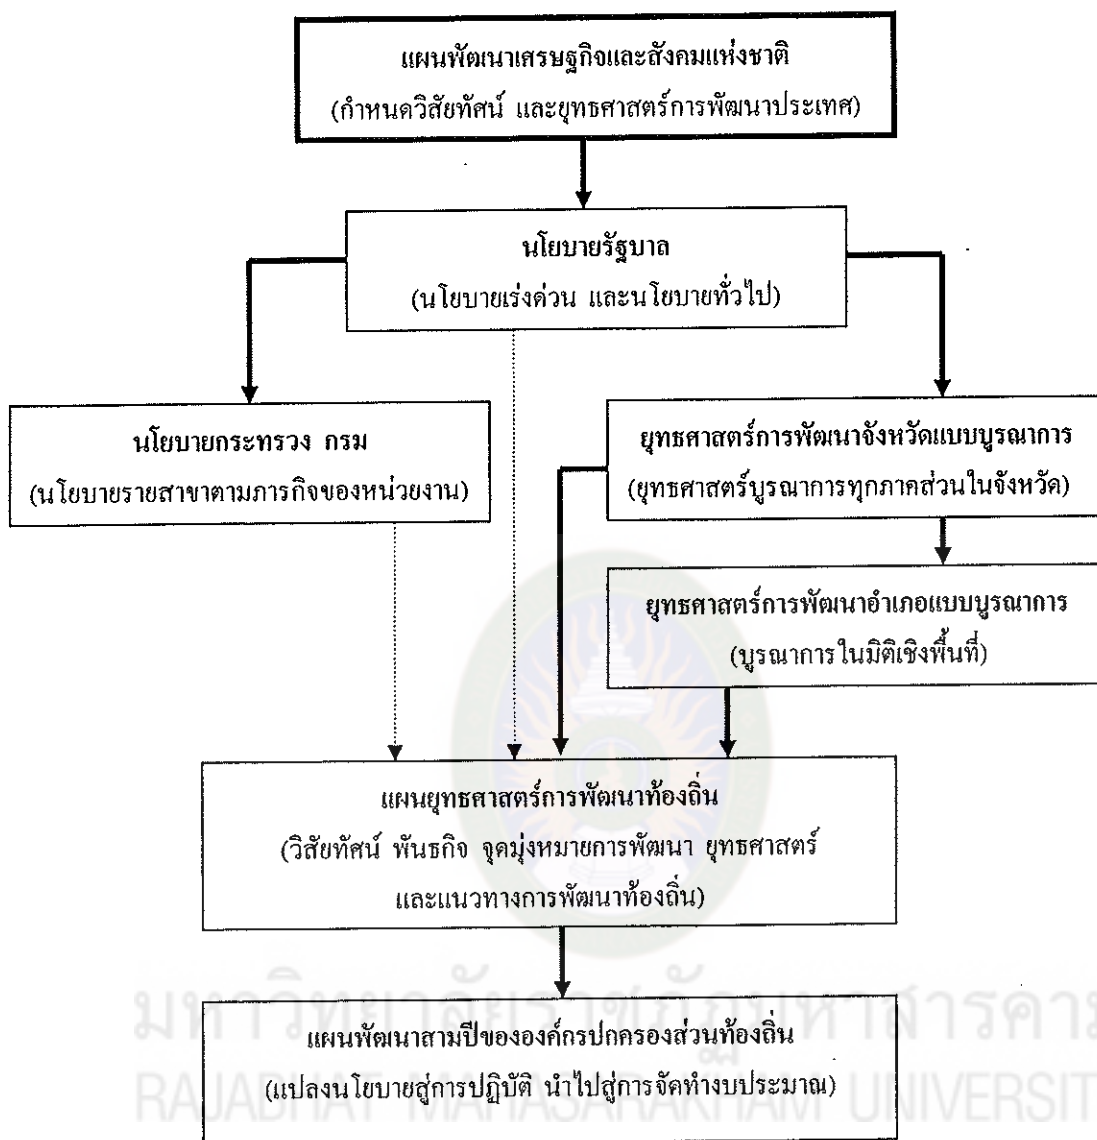 แผนพัฒนาเศรษฐกิจและสังคมแห่งชาติ
(กำหนดวิสัยทัศน์ และยุทธศาสตร์การพัฒนาประเทศ)
นโยบายรัฐบาล
(นโยบายเร่งด่วน และนโยบายทั่วไป)
นโยบายกระทรวง กรม
(นโยบายรายสาขาตามภารกิจของหน่วยงาน)
ยุทธศาสตร์การพัฒนาจังหวัดแบบบูรณาการ
(ยุทธศาสตร์บูรณาการทุกภาคส่วนในจังหวัด)
ยุทธศาสตร์การพัฒนาอำเภอแบบบูรณาการ
(บูรณาการในมิติเชิงพื้นที่)
แผนยุทธศาสตร์การพัฒนาท้องถิ่น
(วิสัยทัศน์ พันธกิจ จุดมุ่งหมายการพัฒนา ยุทธศาสตร์
และแนวทางการพัฒนาท้องถิ่น)
มหาวิทยาลัยราชภัฏมหาสารคาม
แผนพัฒนาสามปีขององค์กรปกครองส่วนท้องถิ่น
(แปลงนโยบายสู่การปฏิบัติ นำไปสู่การจัดทำงบประมาณ)
RAJABHAT MAHASARAKHAM UNIVERSIT